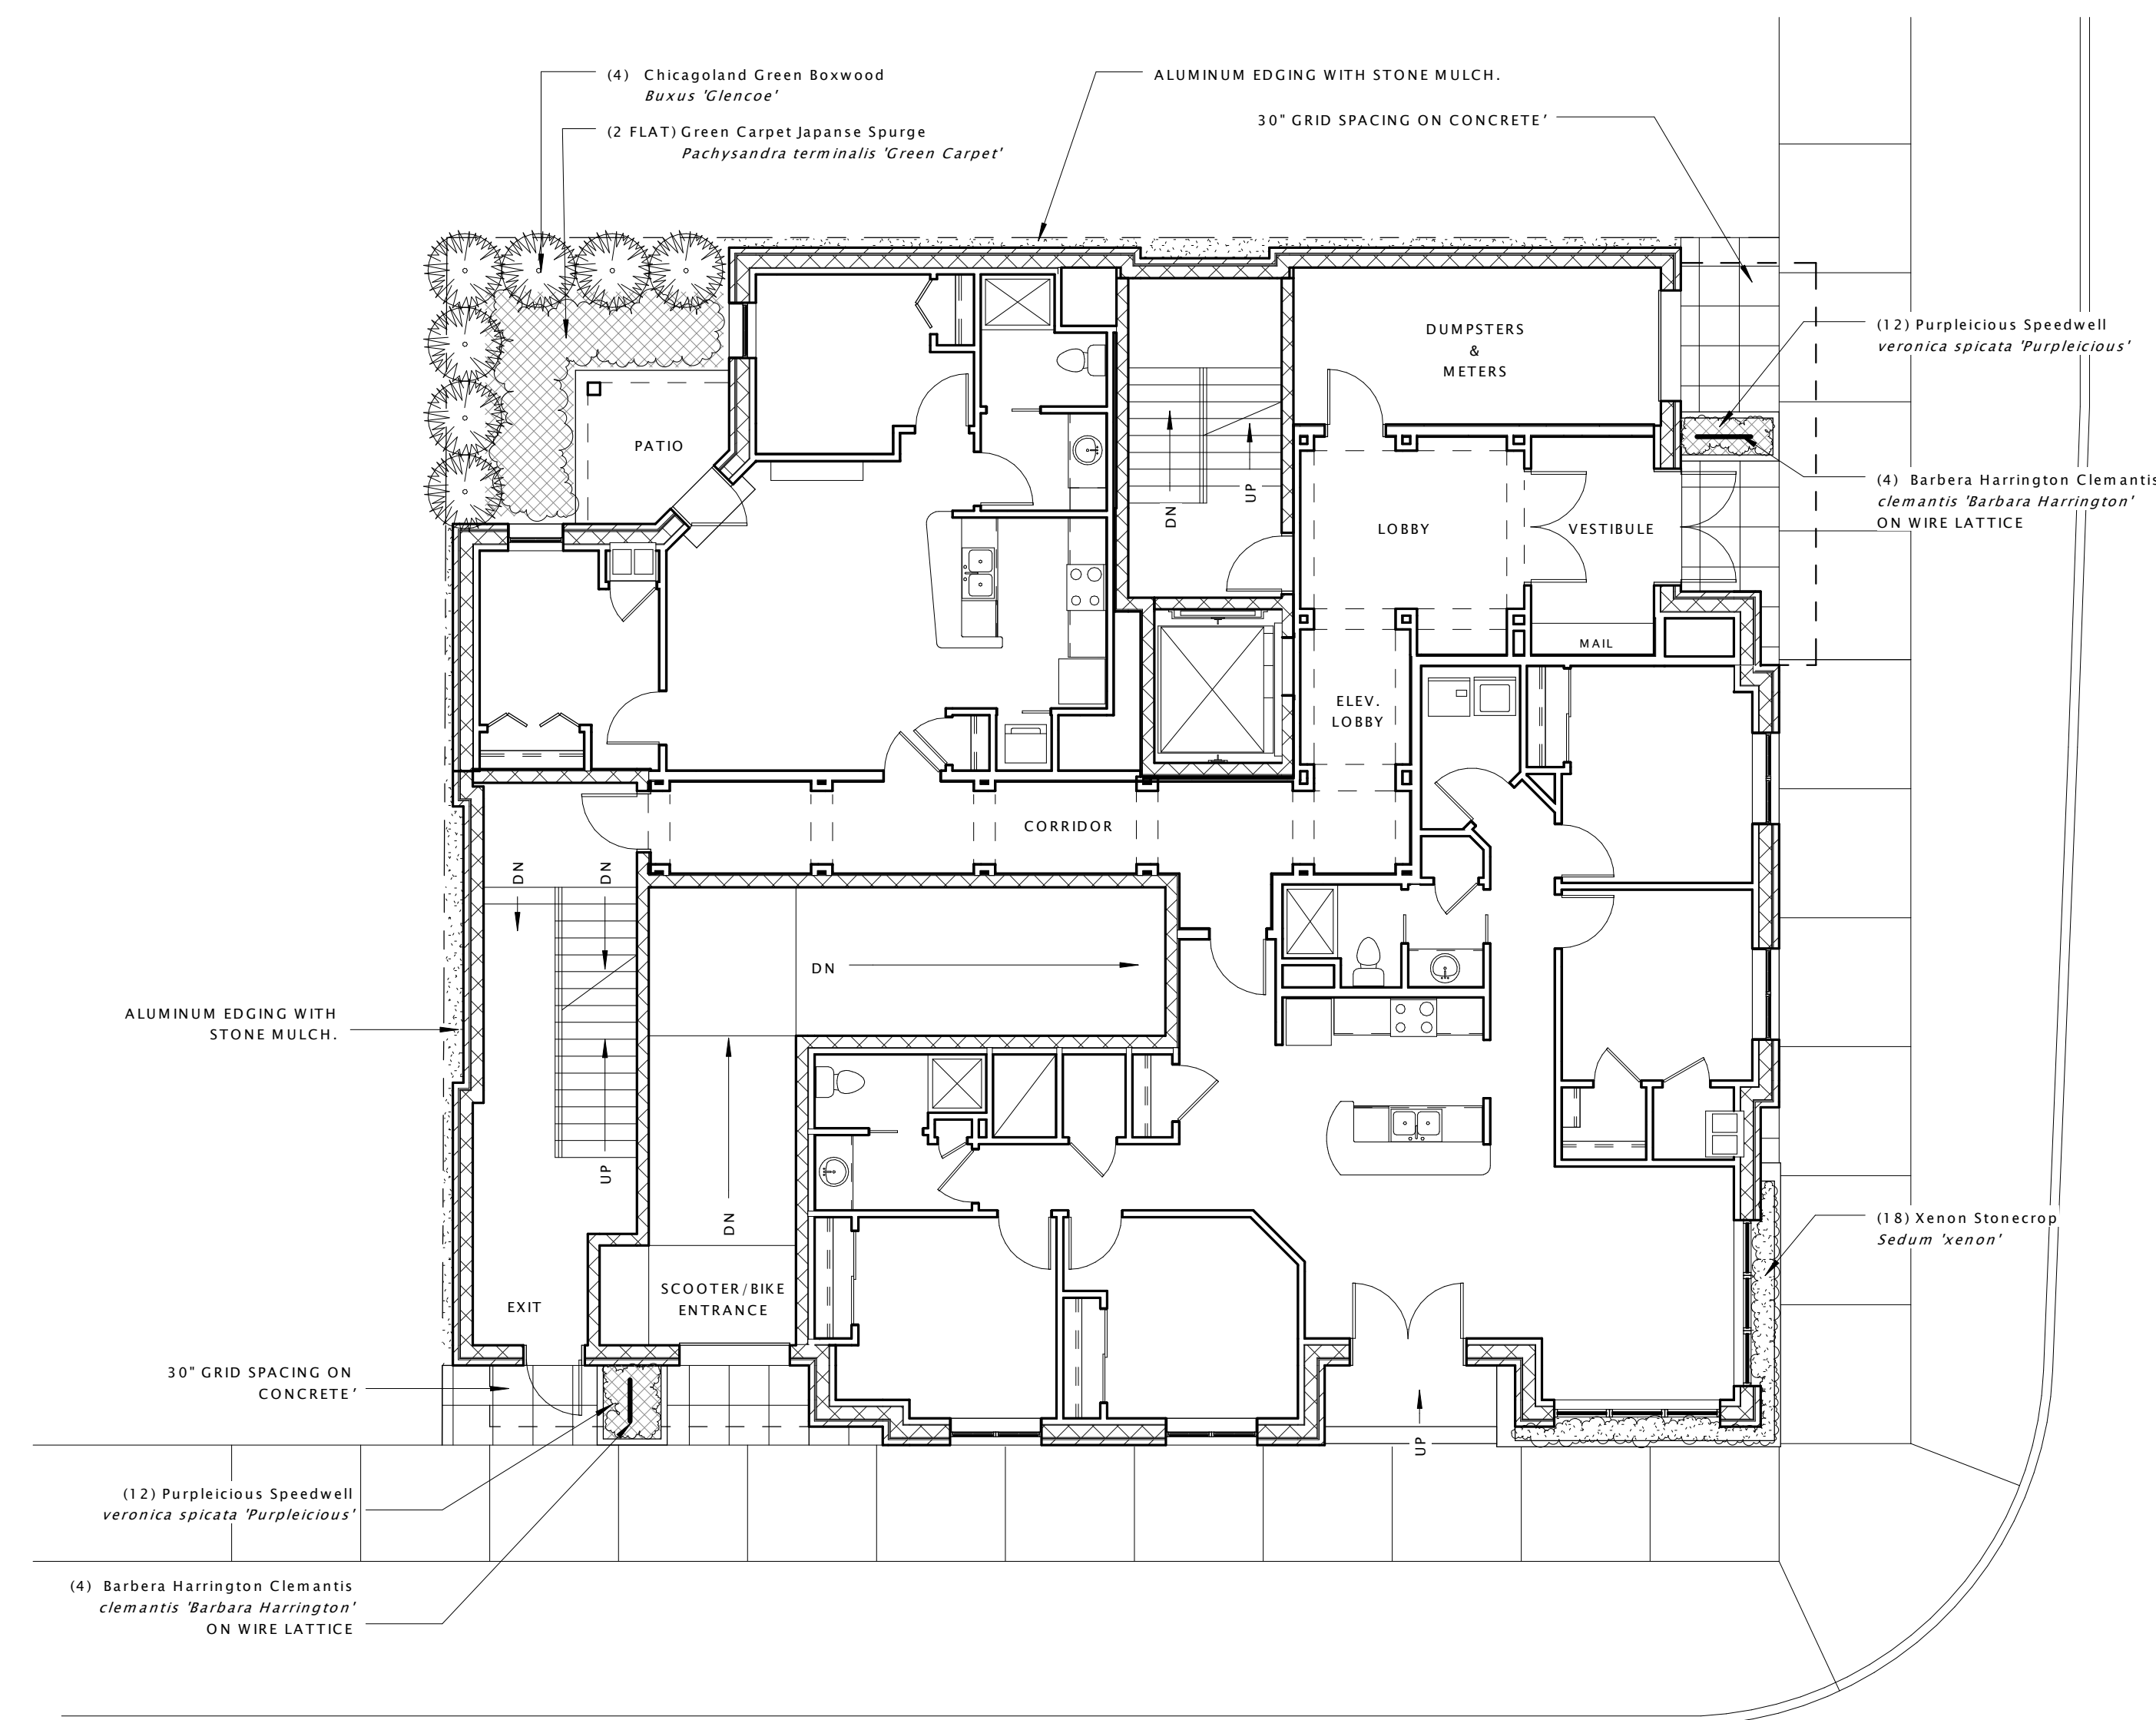 (4) Chicagoland Green Boxwood
Buxus 'Glencoe'
(2 FLAT) Green Carpet Japanse Spurge
Pachysandra terminalis 'Green Carpet'
ALUMINUM EDGING WITH STONE MULCH.
30" GRID SPACING ON CONCRETE'
DUMPSTERS
&
METERS
(12) Purpleicious Speedwell
veronica spicata 'Purpleicious'
PATIO
(4) Barbera Harrington Clemantis
clemantis 'Barbara Harrington'
ON WIRE LATTICE
DN
UP
LOBBY
VESTIBULE
MAIL
ELEV.
LOBBY
CORRIDOR
DN
DN
DN
ALUMINUM EDGING WITH
STONE MULCH.
UP
DN
(18) Xenon Stonecrop
Sedum 'xenon'
EXIT
SCOOTER/BIKE
ENTRANCE
30" GRID SPACING ON
CONCRETE'
UP
(12) Purpleicious Speedwell
veronica spicata 'Purpleicious'
(4) Barbera Harrington Clemantis
clemantis 'Barbara Harrington'
ON WIRE LATTICE